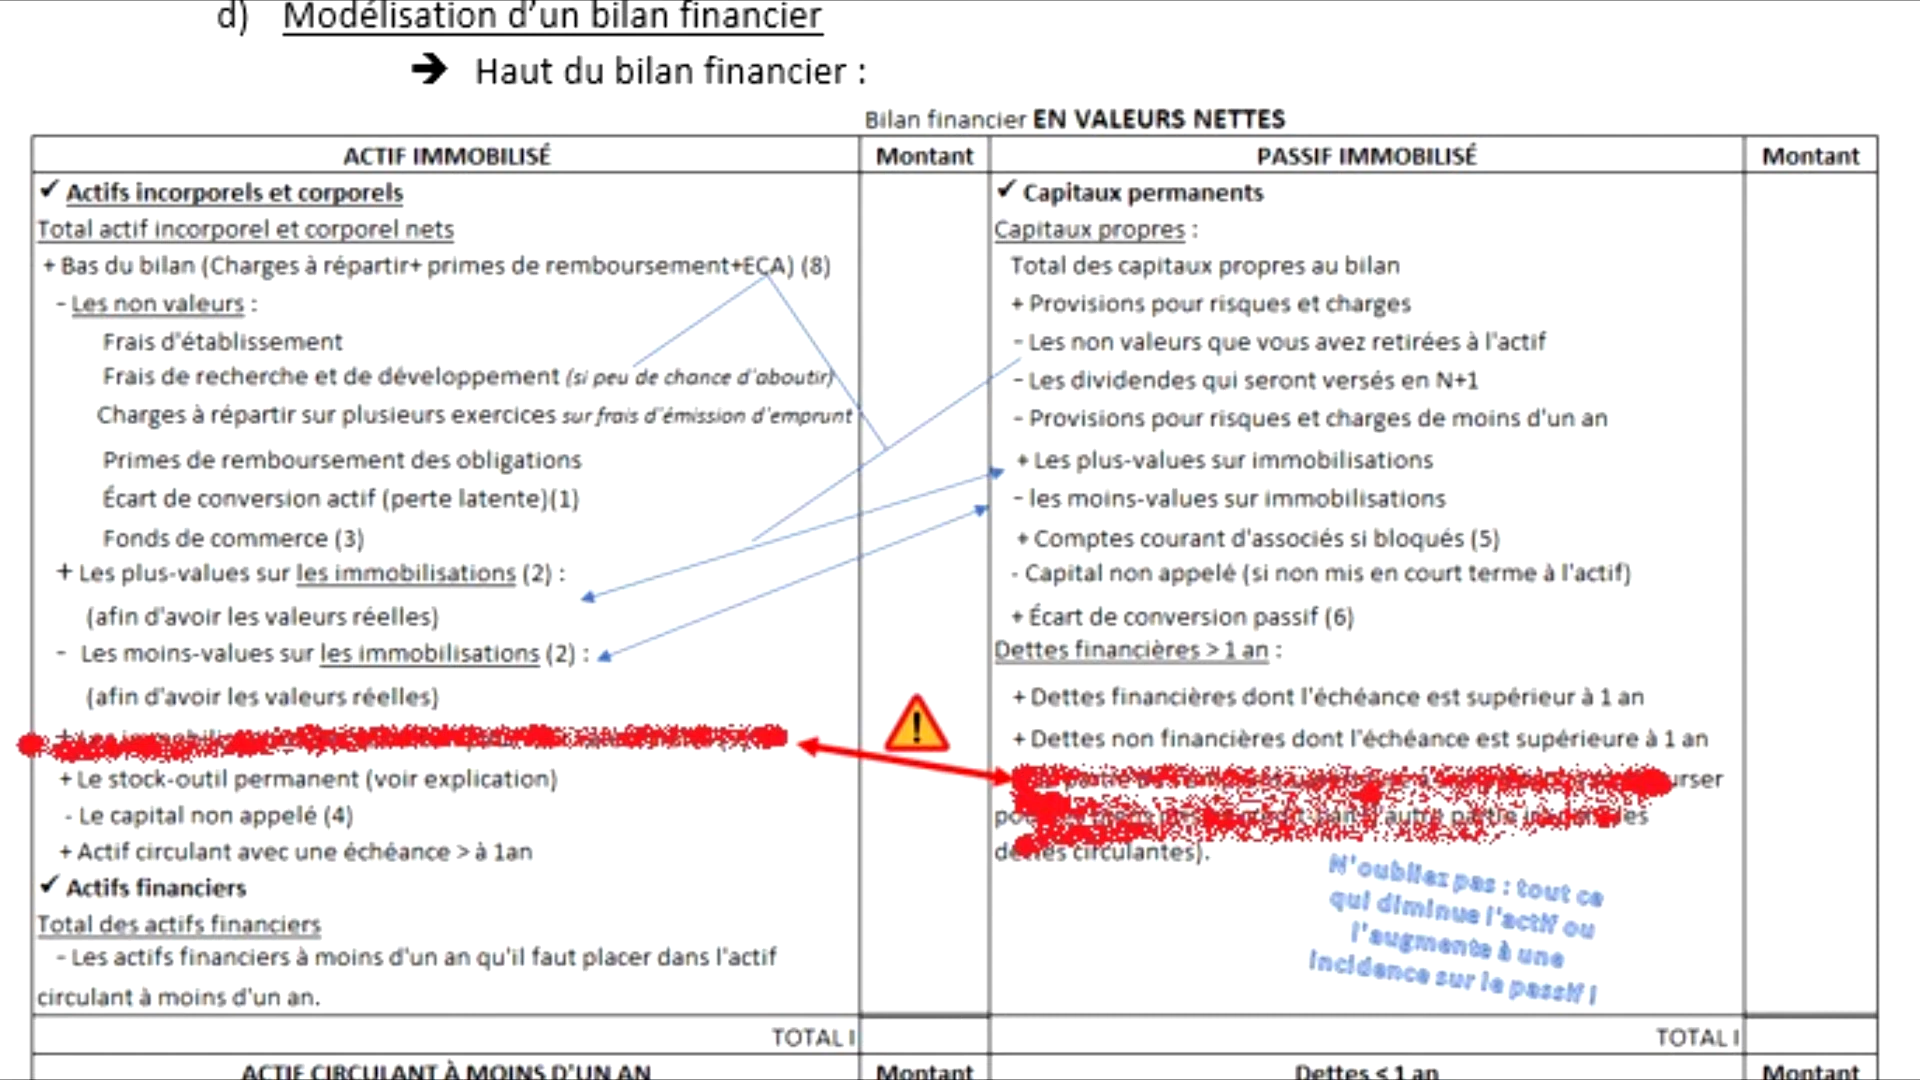 d) Modélisation d'un bilan financier
➔ Haut du bilan financier :
Bilan financier EN VALEURS NETTES
ACTIF IMMOBILISÉ Montant PASSIF IMMOBILISÉ Montant
✓ Actifs incorporels et corporels
Total actif incorporel et corporel nets
+ Bas du bilan (Charges à répartir+ primes de remboursement+ECA) (8)
- Les non valeurs :
Frais d'établissement
Frais de recherche et de développement (si peu de chance d'aboutir)
Charges à répartir sur plusieurs exercices sur frais d'émission d'emprunt
Primes de remboursement des obligations
Écart de conversion actif (perte latente)(1)
Fonds de commerce (3)
+ Les plus-values sur les immobilisations (2) :
(afin d'avoir les valeurs réelles)
- Les moins-values sur les immobilisations (2) :
(afin d'avoir les valeurs réelles)
+ Le stock-outil permanent (voir explication)
- Le capital non appelé (4)
+ Actif circulant avec une échéance > à 1an
✓ Actifs financiers
Total des actifs financiers
- Les actifs financiers à moins d'un an qu'il faut placer dans l'actif
circulant à moins d'un an.
✓ Capitaux permanents
Capitaux propres :
Total des capitaux propres au bilan
+ Provisions pour risques et charges
- Les non valeurs que vous avez retirées à l'actif
- Les dividendes qui seront versés en N+1
- Provisions pour risques et charges de moins d'un an
+ Les plus-values sur immobilisations
- les moins-values sur immobilisations
+ Comptes courant d'associés si bloqués (5)
- Capital non appelé (si non mis en court terme à l'actif)
+ Écart de conversion passif (6)
Dettes financières > 1 an :
+ Dettes financières dont l'échéance est supérieur à 1 an
+ Dettes non financières dont l'échéance est supérieure à 1 an
autre partie
circulantes).
N'oubliez pas : tout ce
qui diminue l'actif ou
l'augmente à une
incidence sur le passif !
TOTAL I TOTAL I
ACTIF CIRCULANT À MOINS D'UN AN Montant Dettes < 1 an Montant